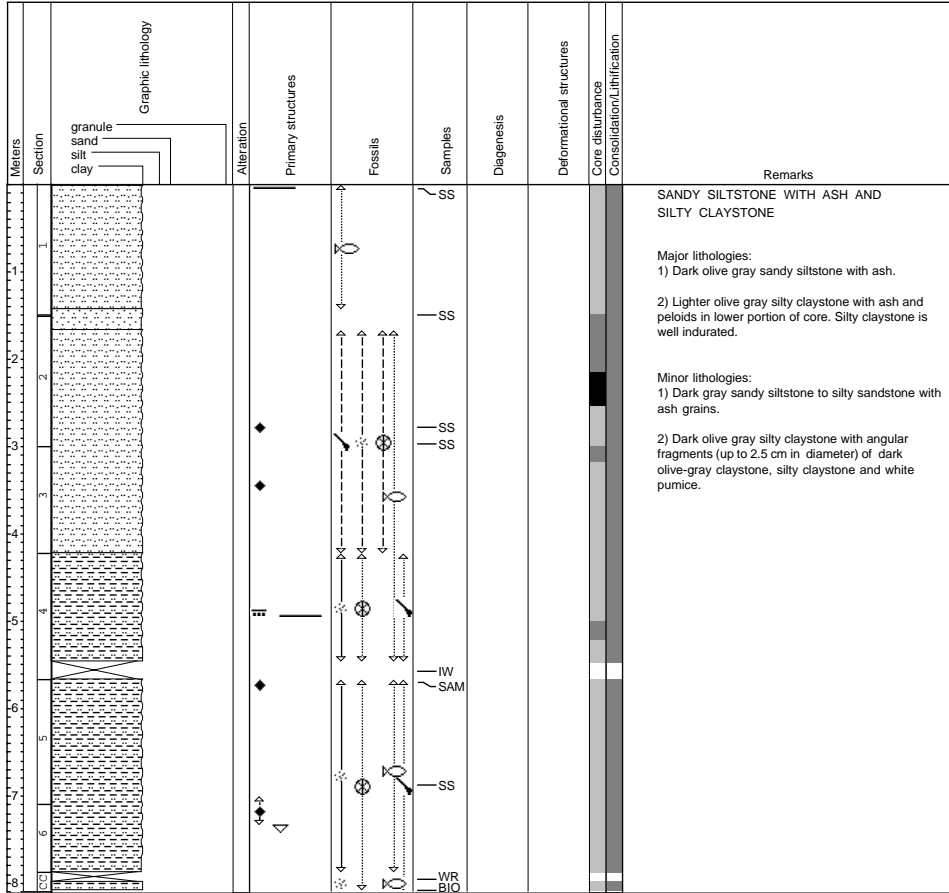 Meters
Section
Graphic lithology
granule
sand
silt
clay
Alteration
Primary structures
Fossils
Samples
Diagenesis
Deformational structures
Core disturbance
Consolidation/Lithification
Remarks
SS
SANDY SILTSTONE WITH ASH AND
SILTY CLAYSTONE
1
Major lithologies:
1
1) Dark olive gray sandy siltstone with ash.
2) Lighter olive gray silty claystone with ash and
SS
peloids in lower portion of core. Silty claystone is
well indurated.
2
2
Minor lithologies:
1) Dark gray sandy siltstone to silty sandstone with
ash grains.
SS
3
SS
2) Dark olive gray silty claystone with angular
fragments (up to 2.5 cm in diameter) of dark
olive-gray claystone, silty claystone and white
pumice.
3
4
4
5
IW
SAM
6
5
SS
7
6
WR
8
CC
BIO